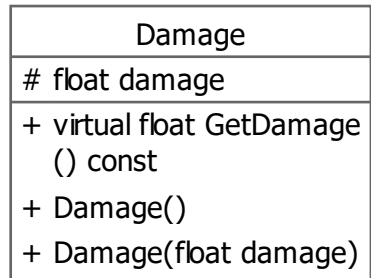 Damage
# float damage
+ virtual float GetDamage
() const
+ Damage()
+ Damage(float damage)